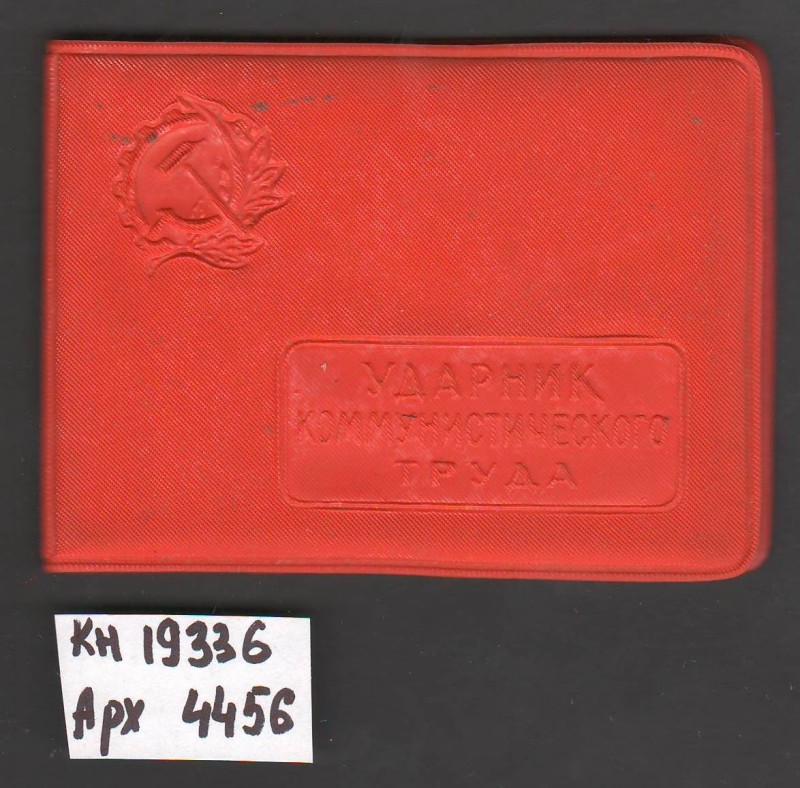 УДАРНИК
КОММУНИСТИЧЕСКОГО
ТРУДА
КН 19336
Арх 4456